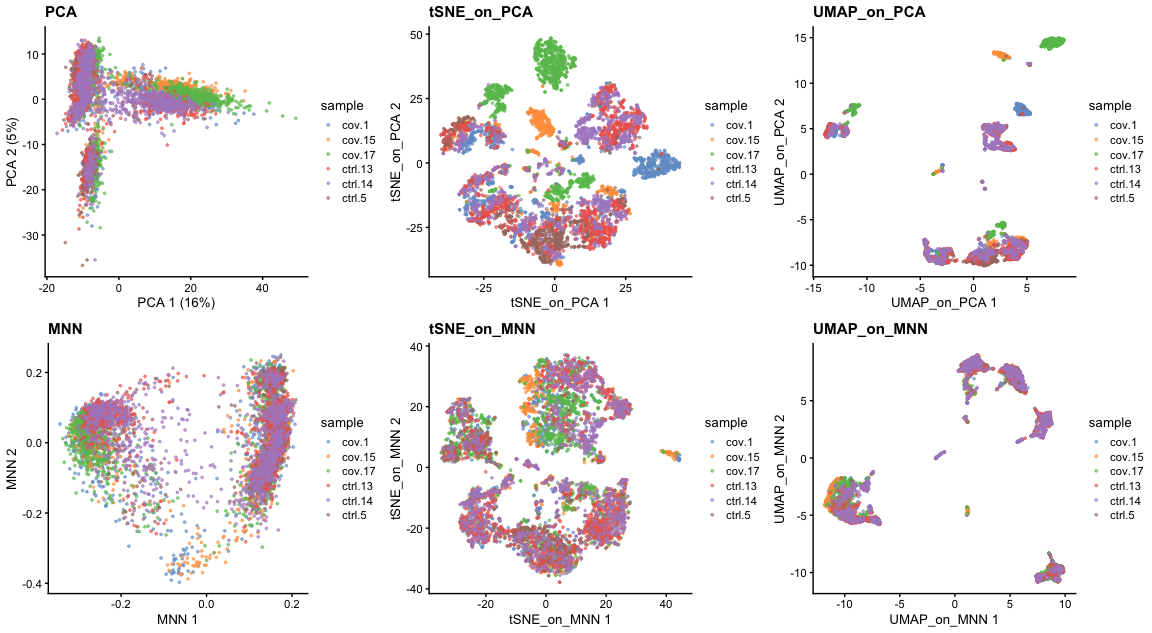 PCA
10
0
-10
-20
-30
PCA 2 (5%)
-20
0
20
40
PCA 1 (16%)
sample
cov.1
cov.15
cov.17
ctrl.13
ctrl.14
ctrl.5
tSNE_on_PCA
50
25
0
-25
tSNE_on_PCA 2
-25
0
25
tSNE_on_PCA 1
sample
cov.1
cov.15
cov.17
ctrl.13
ctrl.14
ctrl.5
UMAP_on_PCA
15
10
5
0
-5
-10
UMAP_on_PCA 2
-15
-10
-5
0
5
UMAP_on_PCA 1
sample
cov.1
cov.15
cov.17
ctrl.13
ctrl.14
ctrl.5
MNN
0.2
0.0
-0.2
-0.4
MNN 2
-0.2
0.0
0.2
MNN 1
sample
cov.1
cov.15
cov.17
ctrl.13
ctrl.14
ctrl.5
tSNE_on_MNN
40
20
0
-20
-40
tSNE_on_MNN 2
-20
0
20
40
tSNE_on_MNN 1
sample
cov.1
cov.15
cov.17
ctrl.13
ctrl.14
ctrl.5
UMAP_on_MNN
5
0
-5
-10
UMAP_on_MNN 2
-10
-5
0
5
10
UMAP_on_MNN 1
sample
cov.1
cov.15
cov.17
ctrl.13
ctrl.14
ctrl.5